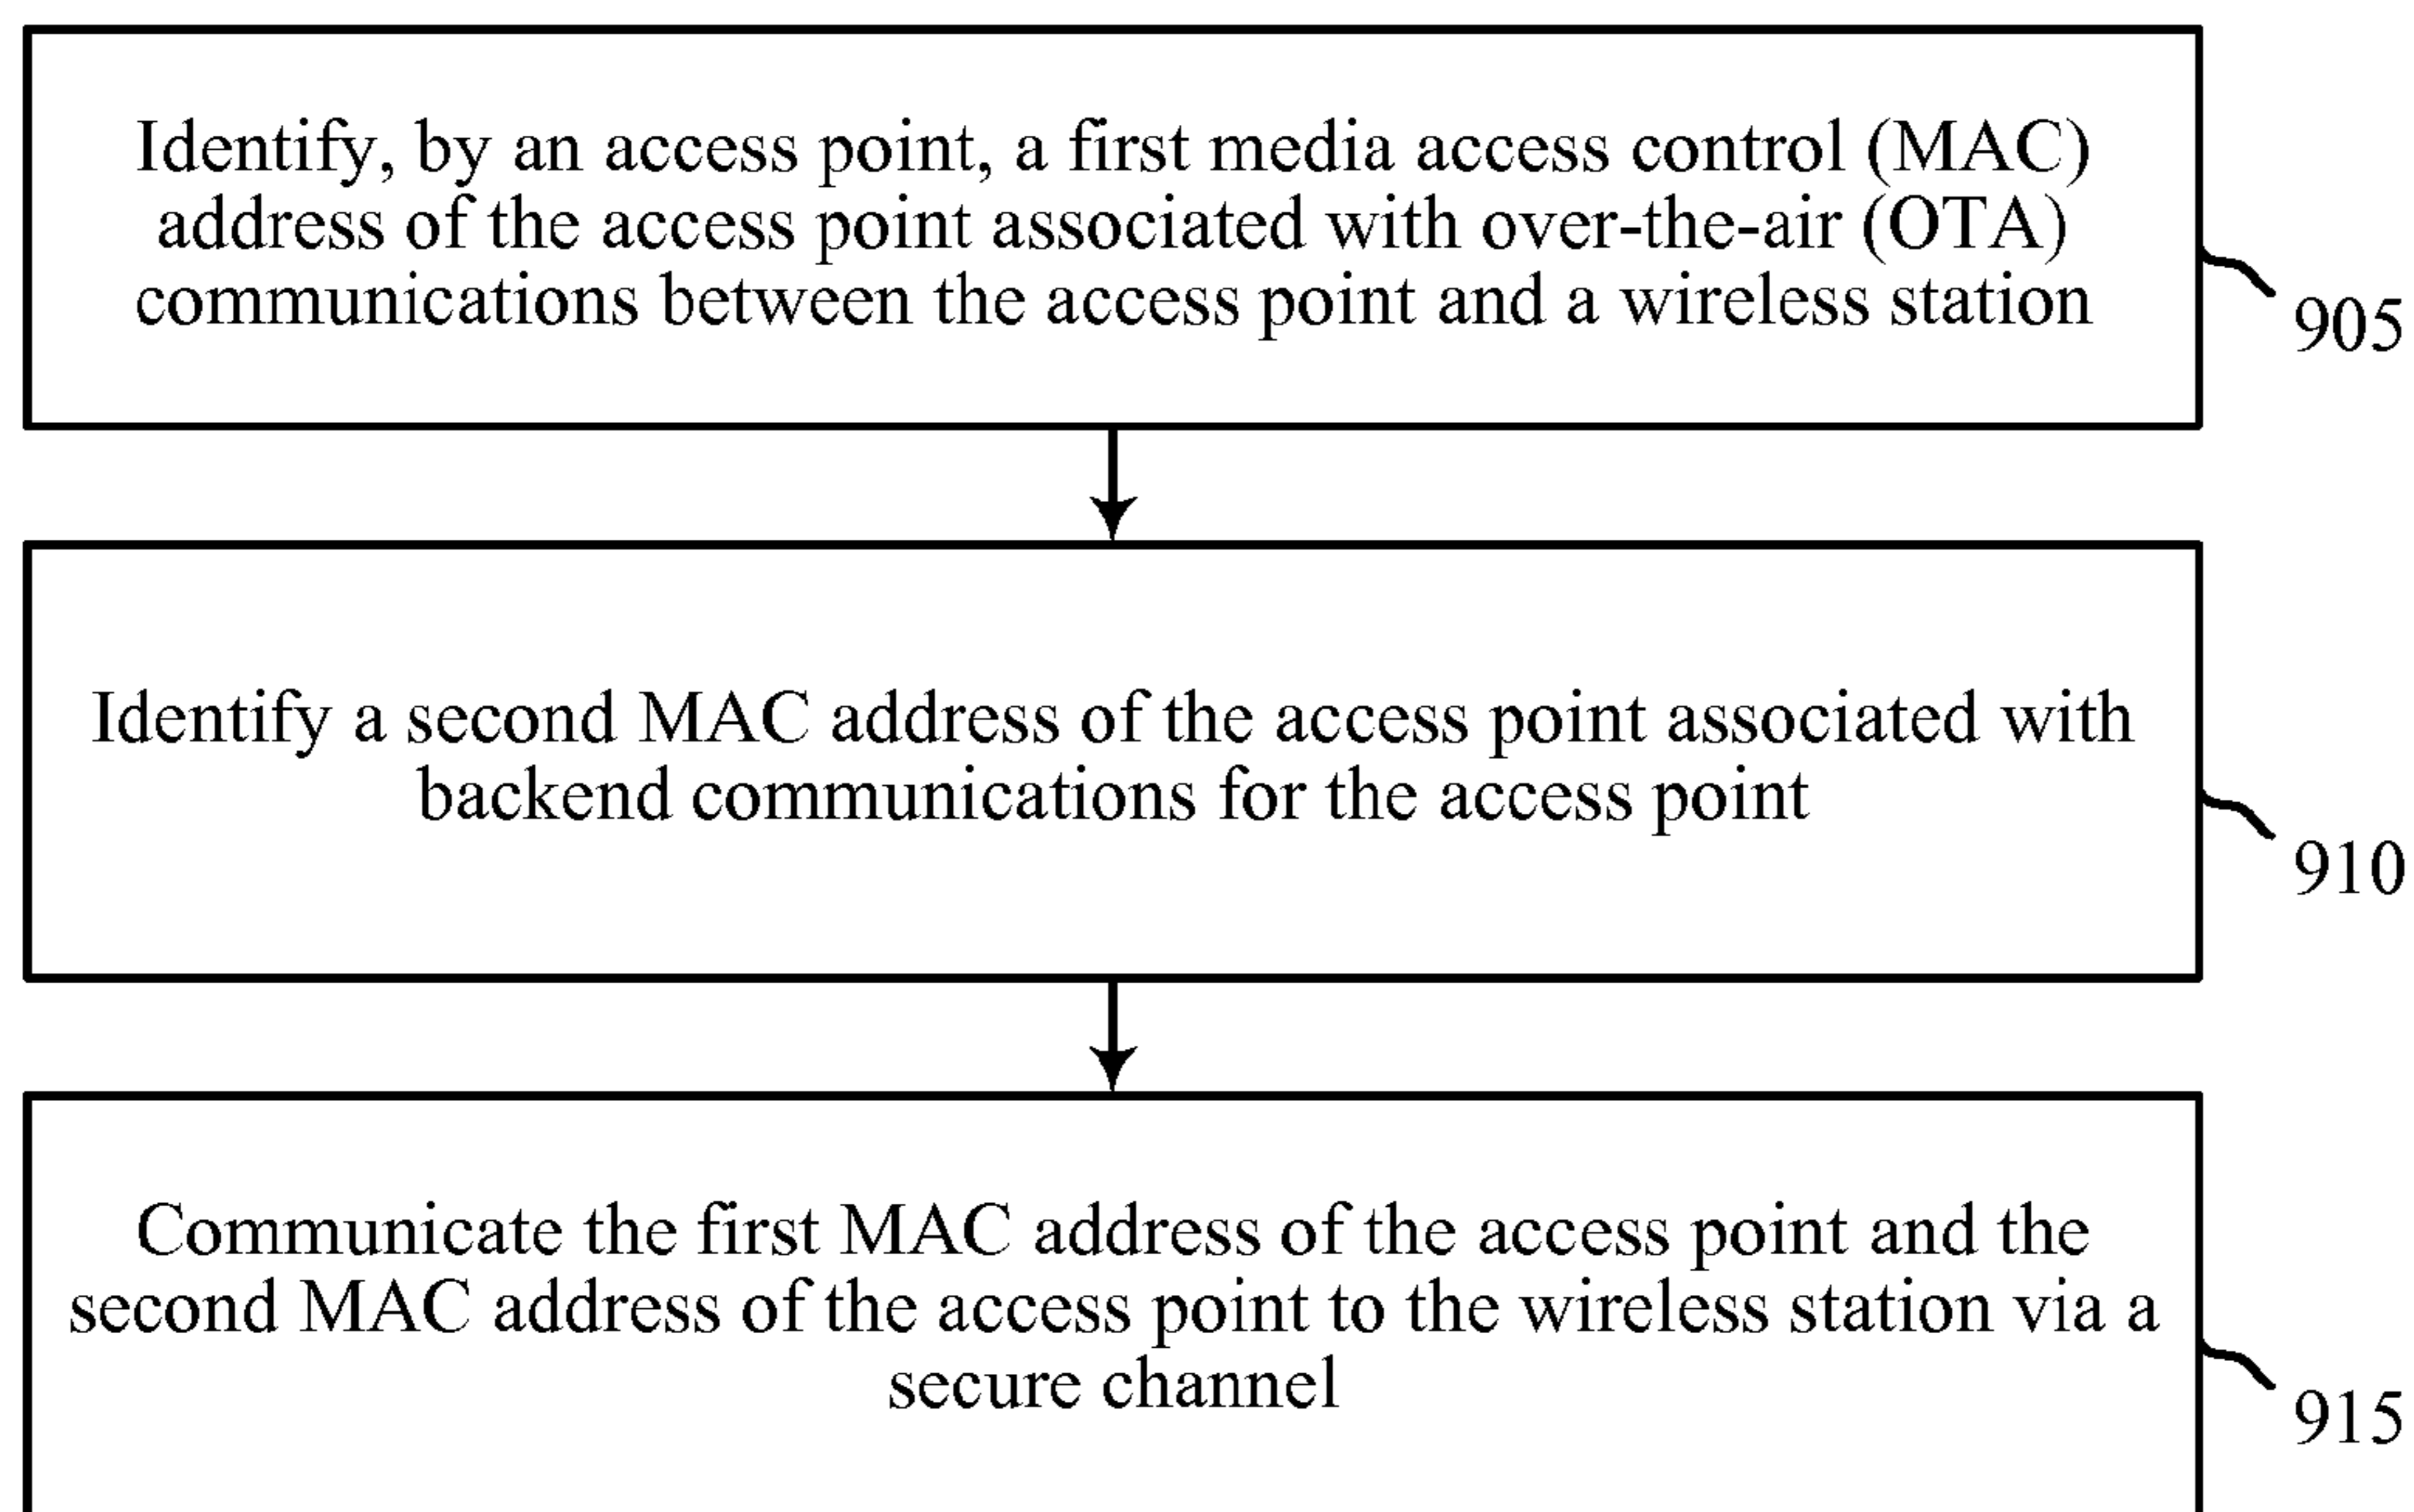 Identify, by an access point, a first media access control (MAC)
address of the access point associated with over-the-air (OTA)
communications between the access point and a wireless station
905
Identify a second MAC address of the access point associated with
backend communications for the access point
910
Communicate the first MAC address of the access point and the
second MAC address of the access point to the wireless station via a
secure channel
915